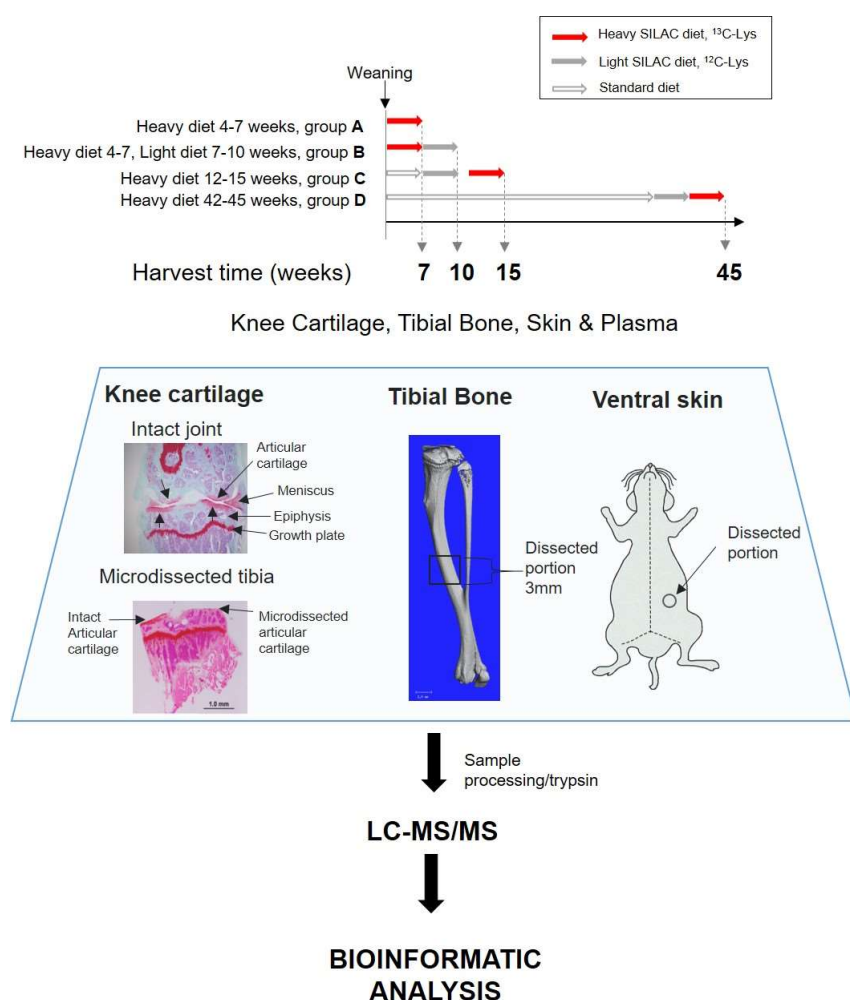 Heavy SILAC diet, ¹³C-Lys
Light SILAC diet, ¹²C-Lys
Standard diet
Weaning
Heavy diet 4-7 weeks, group A
Heavy diet 4-7, Light diet 7-10 weeks, group B
Heavy diet 12-15 weeks, group C
Heavy diet 42-45 weeks, group D
Harvest time (weeks) 7 10 15 45
Knee Cartilage, Tibial Bone, Skin & Plasma
Knee cartilage
Intact joint
Articular
cartilage
Meniscus
Epiphysis
Growth plate
Microdissected tibia
Intact
Articular
cartilage
Microdissected
articular
cartilage
1.0 mm
Tibial Bone
Dissected
portion
3mm
Ventral skin
Dissected
portion
Sample
processing/trypsin
LC-MS/MS
BIOINFORMATIC
ANALYSIS